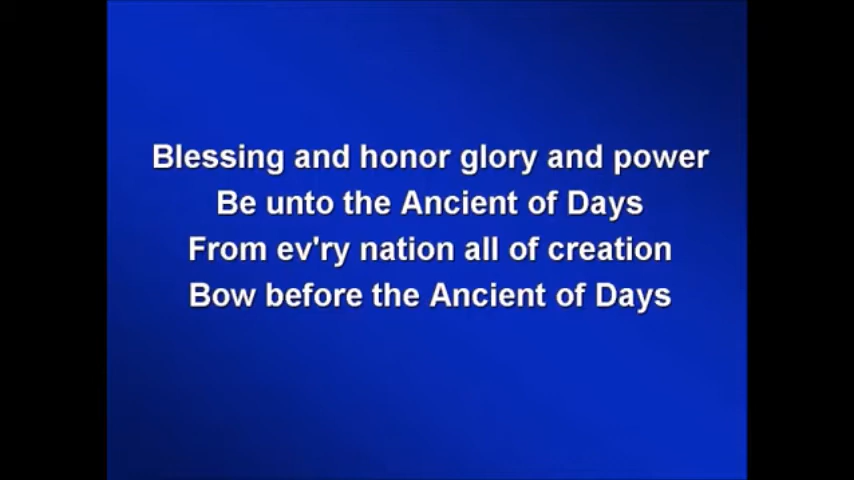 Blessing and honor glory and power
Be unto the Ancient of Days
From ev'ry nation all of creation
Bow before the Ancient of Days